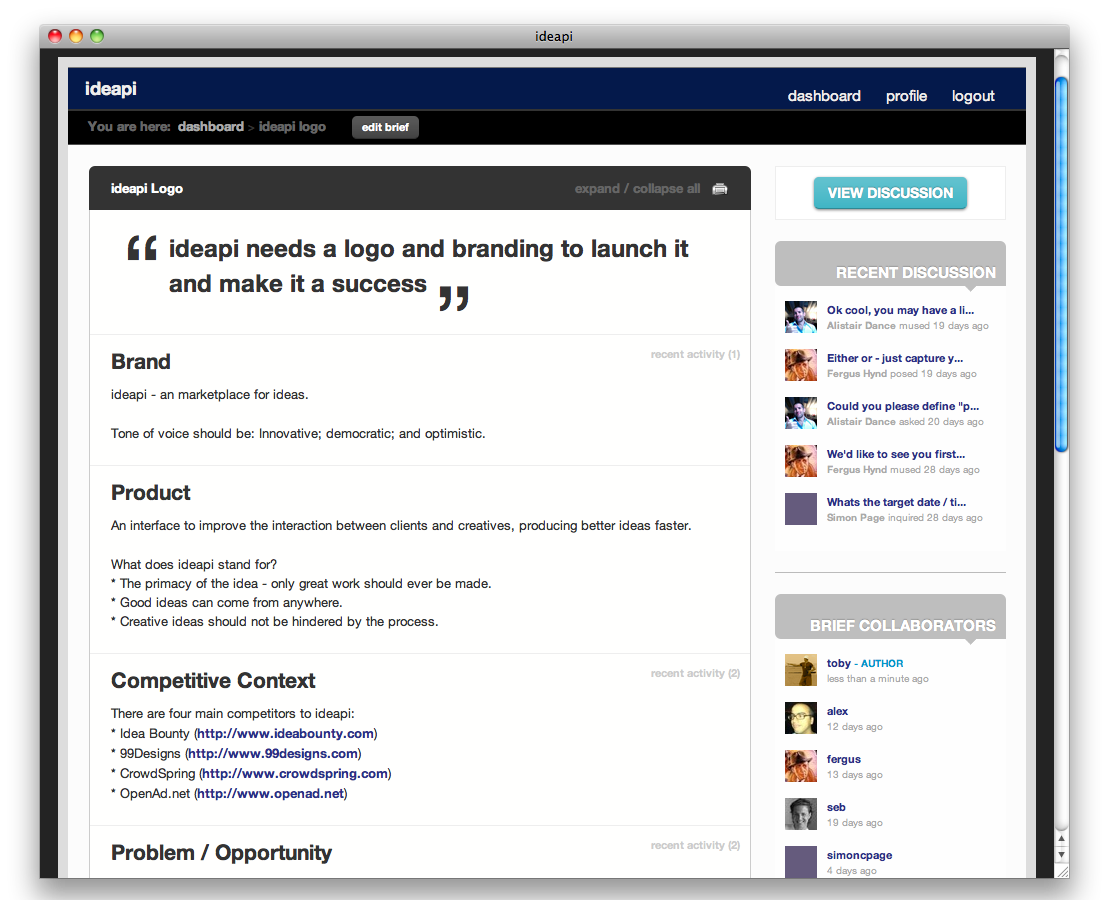 ideapi
ideapi
dashboard profile logout
You are here: dashboard > ideapi logo edit brief
ideapi Logo expand / collapse all
“ ideapi needs a logo and branding to launch it
and make it a success ”
Brand recent activity (1)
ideapi - an marketplace for ideas.
Tone of voice should be: Innovative; democratic; and optimistic.
Product
An interface to improve the interaction between clients and creatives, producing better ideas faster.
What does ideapi stand for?
* The primacy of the idea - only great work should ever be made.
* Good ideas can come from anywhere.
* Creative ideas should not be hindered by the process.
Competitive Context recent activity (2)
There are four main competitors to ideapi:
* Idea Bounty (http://www.ideabounty.com)
* 99Designs (http://www.99designs.com)
* CrowdSpring (http://www.crowdspring.com)
* OpenAd.net (http://www.openad.net)
Problem / Opportunity recent activity (2)
VIEW DISCUSSION
RECENT DISCUSSION
Ok cool, you may have a li...
Alistair Dance mused 19 days ago
Either or - just capture y...
Fergus Hynd posed 19 days ago
Could you please define "p...
Alistair Dance asked 20 days ago
We'd like to see you first...
Fergus Hynd mused 28 days ago
Whats the target date / ti...
Simon Page inquired 28 days ago
BRIEF COLLABORATORS
toby - AUTHOR
less than a minute ago
alex
12 days ago
fergus
13 days ago
seb
19 days ago
simoncpage
4 days ago